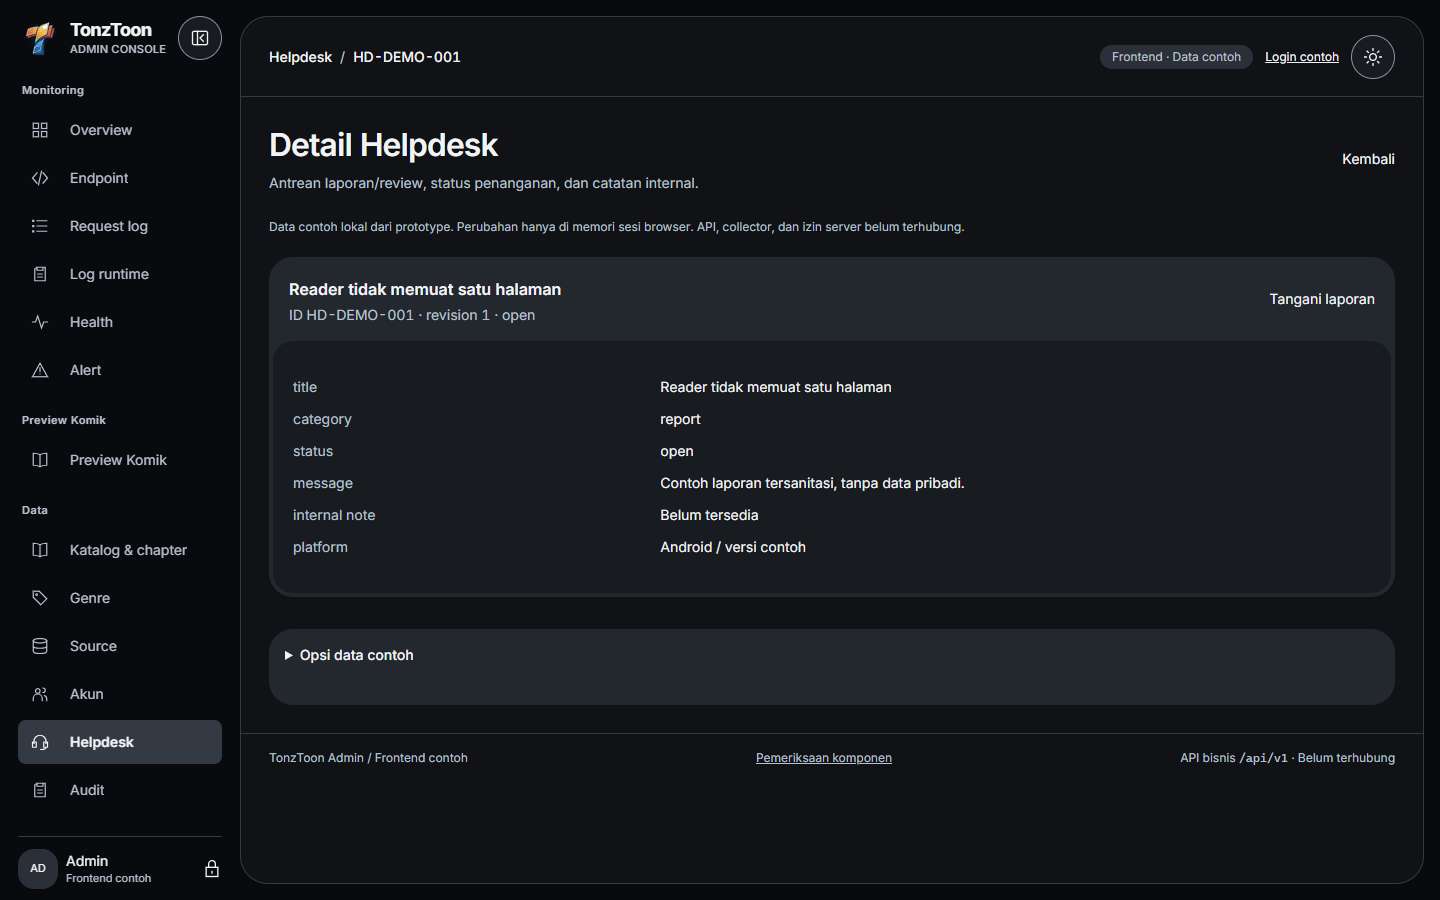 TonzToon
ADMIN CONSOLE
Monitoring
Overview
Endpoint
Request log
Log runtime
Health
Alert
Preview Komik
Preview Komik
Data
Katalog & chapter
Genre
Source
Akun
Helpdesk
Audit
AD
Admin
Frontend contoh
Helpdesk / HD-DEMO-001
Frontend · Data contoh
Login contoh
Detail Helpdesk
Antrean laporan/review, status penanganan, dan catatan internal.
Kembali
Data contoh lokal dari prototype. Perubahan hanya di memori sesi browser. API, collector, dan izin server belum terhubung.
Reader tidak memuat satu halaman
ID HD-DEMO-001 · revision 1 · open
Tangani laporan
title Reader tidak memuat satu halaman
category report
status open
message Contoh laporan tersanitasi, tanpa data pribadi.
internal note Belum tersedia
platform Android / versi contoh
Opsi data contoh
TonzToon Admin / Frontend contoh
Pemeriksaan komponen
API bisnis /api/v1 · Belum terhubung